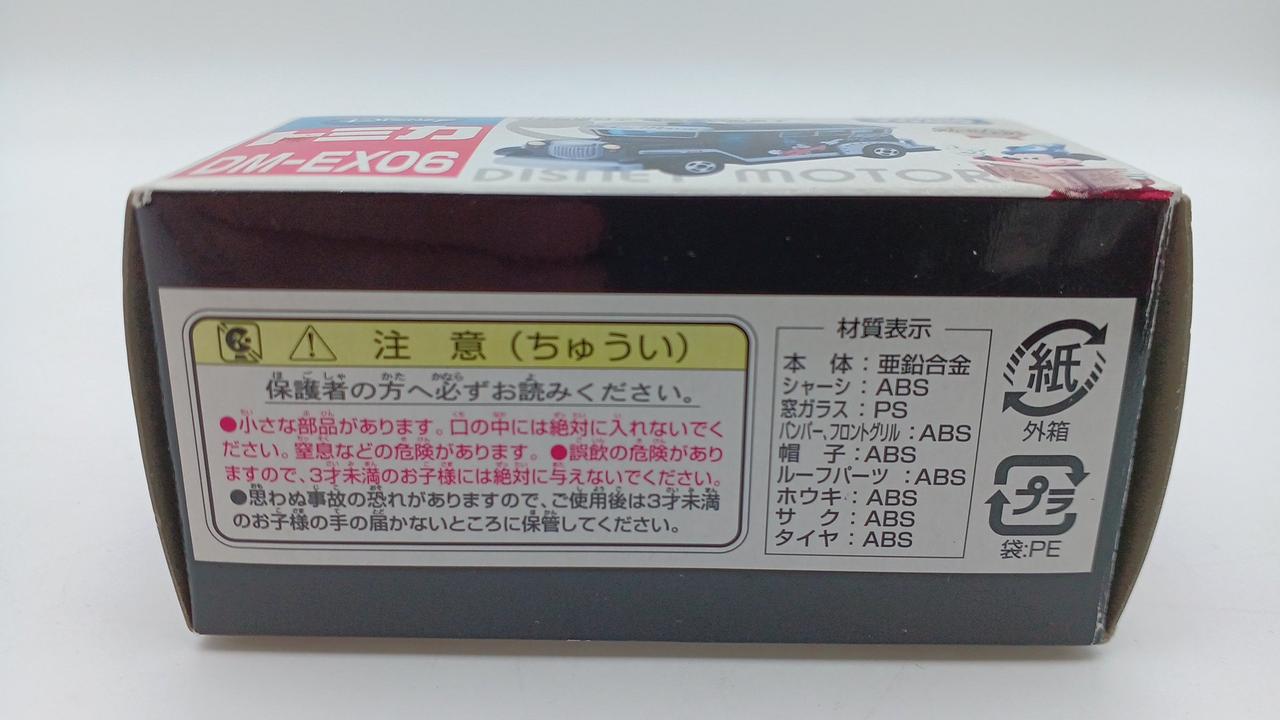 トミカ
DM-EX06
DISNEY MOTOR
注 意（ちゅうい）
保護者の方へ必ずお読みください。
●小さな部品があります。口の中には絶対に入れないでく
ださい。窒息などの危険があります。●誤飲の危険があり
ますので、3才未満のお子様には絶対に与えないでください。
●思わぬ事故の恐れがありますので、ご使用後は3才未満
のお子様の手の届かないところに保管してください。
材質表示
本 体：亜鉛合金
シャーシ：ABS
窓ガラス：PS
バンパー、フロントグリル：ABS
帽 子：ABS
ルーフパーツ：ABS
ホウキ：ABS
サ ク：ABS
タイヤ：ABS
紙
外箱
プラ
袋:PE